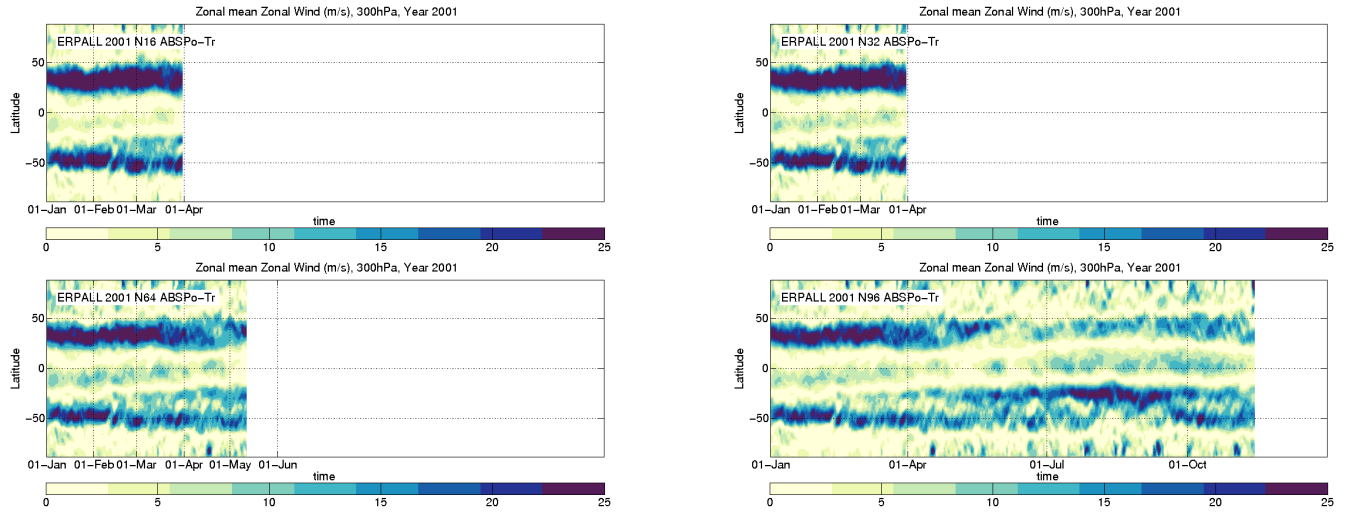 Zonal mean Zonal Wind (m/s), 300hPa, Year 2001
ERPALL 2001 N16 ABSPo-Tr
50
0
-50
Latitude
01-Jan 01-Feb 01-Mar 01-Apr
time
0 5 10 15 20 25
Zonal mean Zonal Wind (m/s), 300hPa, Year 2001
ERPALL 2001 N32 ABSPo-Tr
50
0
-50
Latitude
01-Jan 01-Feb 01-Mar 01-Apr
time
0 5 10 15 20 25
Zonal mean Zonal Wind (m/s), 300hPa, Year 2001
ERPALL 2001 N64 ABSPo-Tr
50
0
-50
Latitude
01-Jan 01-Feb 01-Mar 01-Apr 01-May 01-Jun
time
0 5 10 15 20 25
Zonal mean Zonal Wind (m/s), 300hPa, Year 2001
ERPALL 2001 N96 ABSPo-Tr
50
0
-50
Latitude
01-Jan 01-Apr 01-Jul 01-Oct
time
0 5 10 15 20 25